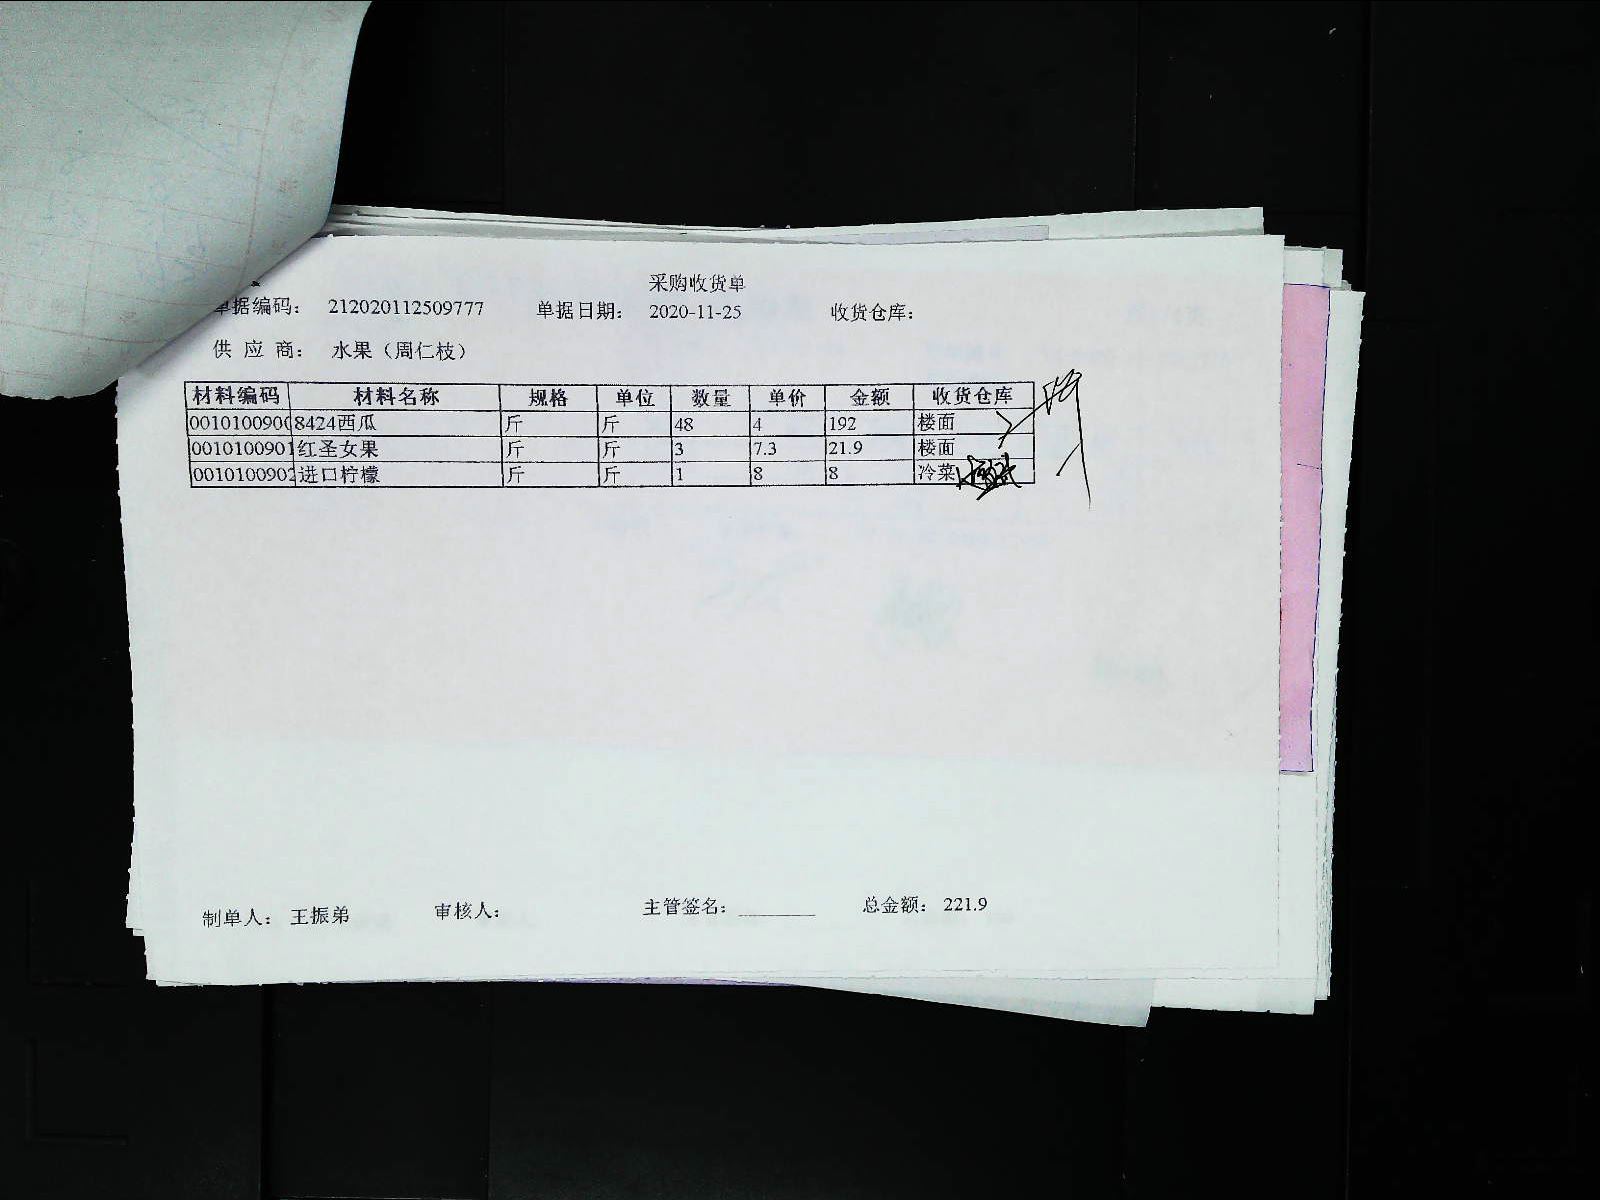 采购收货单
单据编码： 212020112509777 单据日期： 2020-11-25 收货仓库：
供 应 商： 水果（周仁枝）
材料编码 材料名称 规格 单位 数量 单价 金额 收货仓库
0010100900 8424西瓜 斤 斤 48 4 192 楼面
0010100901 红圣女果 斤 斤 3 7.3 21.9 楼面
0010100902 进口柠檬 斤 斤 1 8 8 冷菜
制单人： 王振弟 审核人： 主管签名： ________ 总金额： 221.9